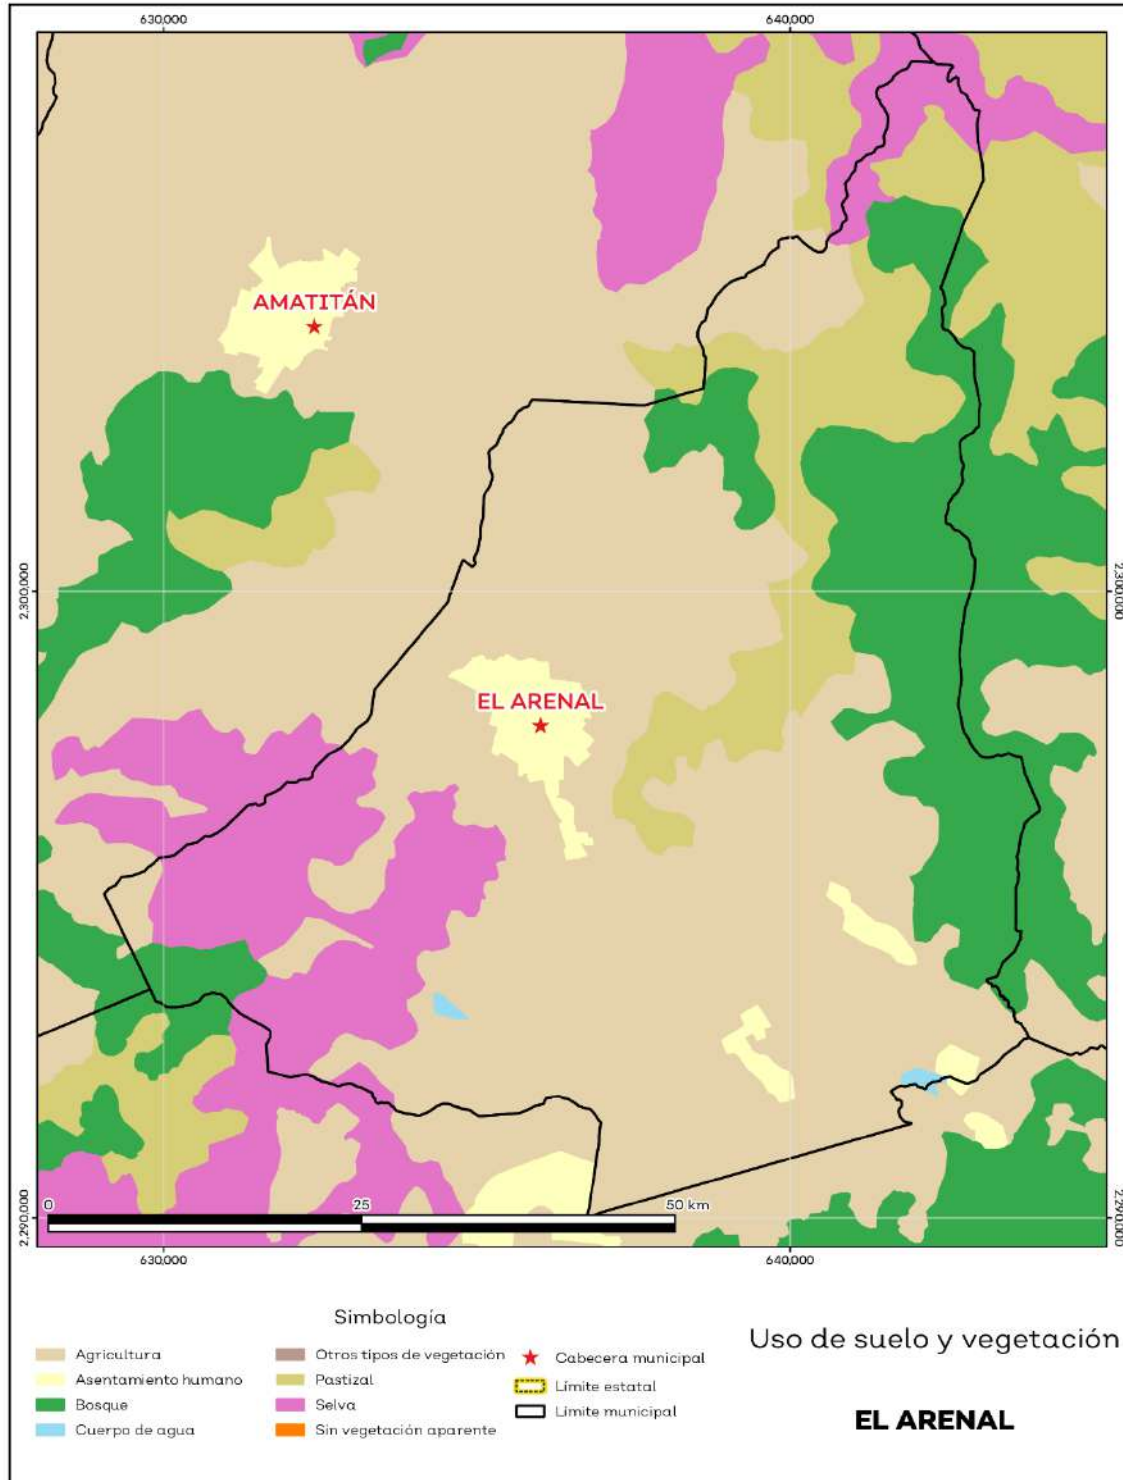 630,000 640,000
AMATITÁN
2,300,000 2,300,000
EL ARENAL
2,290,000 2,290,000
0 25 50 km
630,000 640,000
Simbología
Agricultura
Asentamiento humano
Bosque
Cuerpo de agua
Otros tipos de vegetación
Pastizal
Selva
Sin vegetación aparente
Cabecera municipal
Límite estatal
Límite municipal
Uso de suelo y vegetación
EL ARENAL